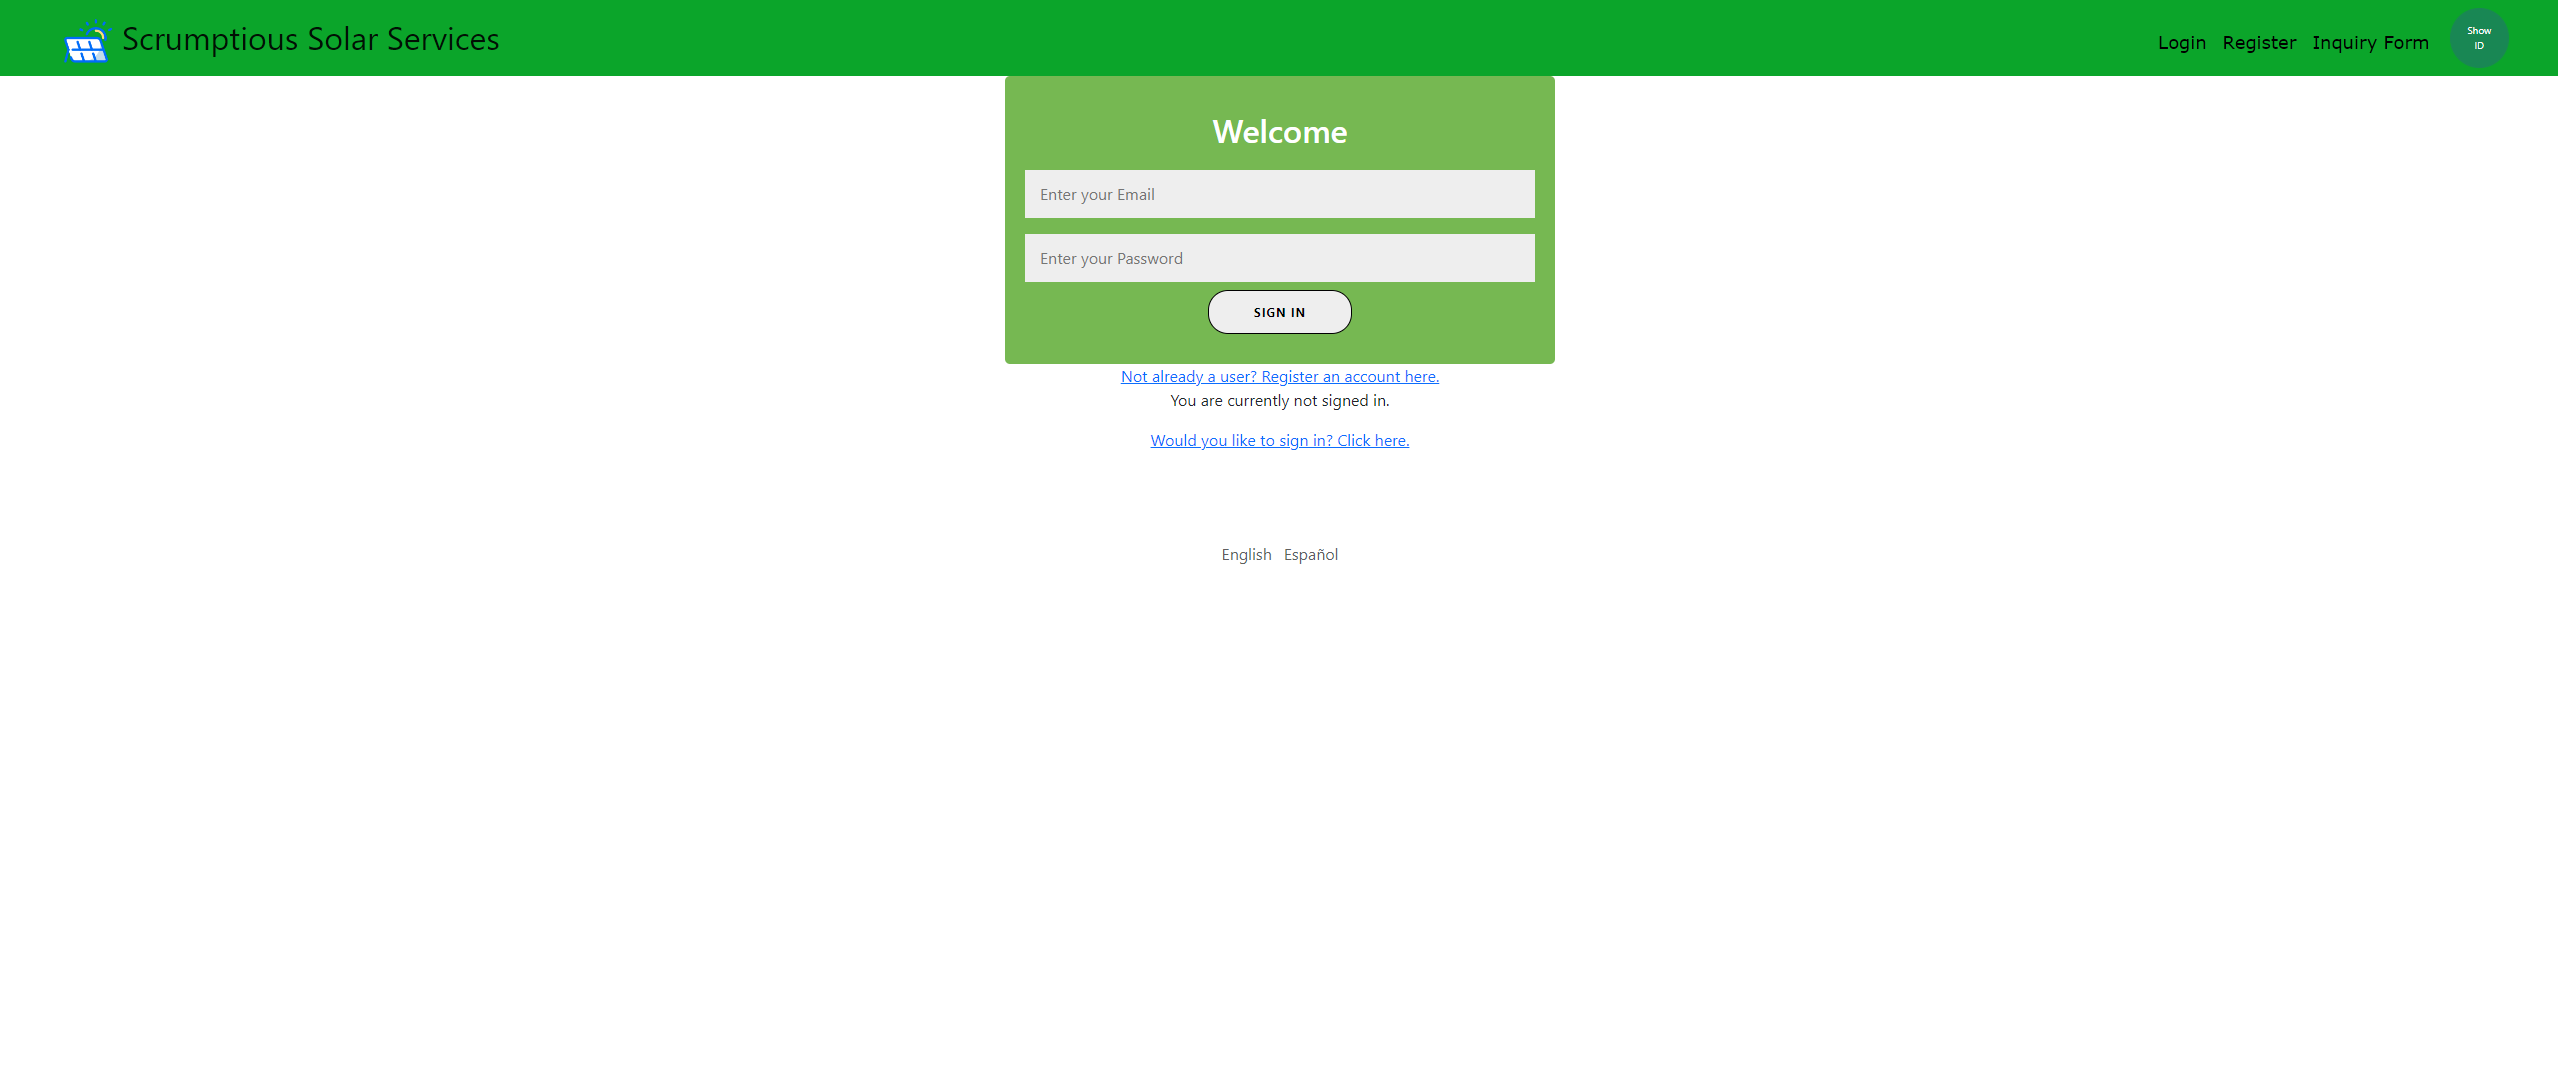 Scrumptious Solar Services
Login Register Inquiry Form
Show
ID
Welcome
Enter your Email
Enter your Password
SIGN IN
Not already a user? Register an account here.
You are currently not signed in.
Would you like to sign in? Click here.
English Español